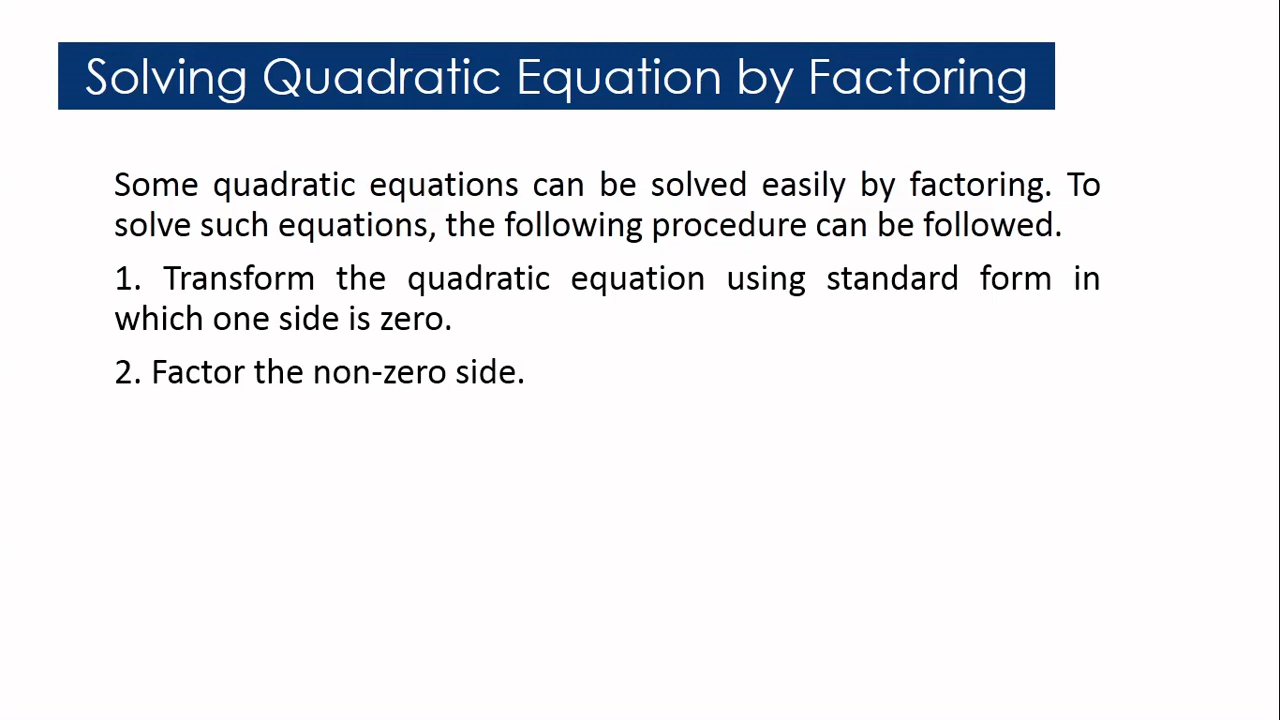 Solving Quadratic Equation by Factoring
Some quadratic equations can be solved easily by factoring. To
solve such equations, the following procedure can be followed.
1. Transform the quadratic equation using standard form in
which one side is zero.
2. Factor the non-zero side.